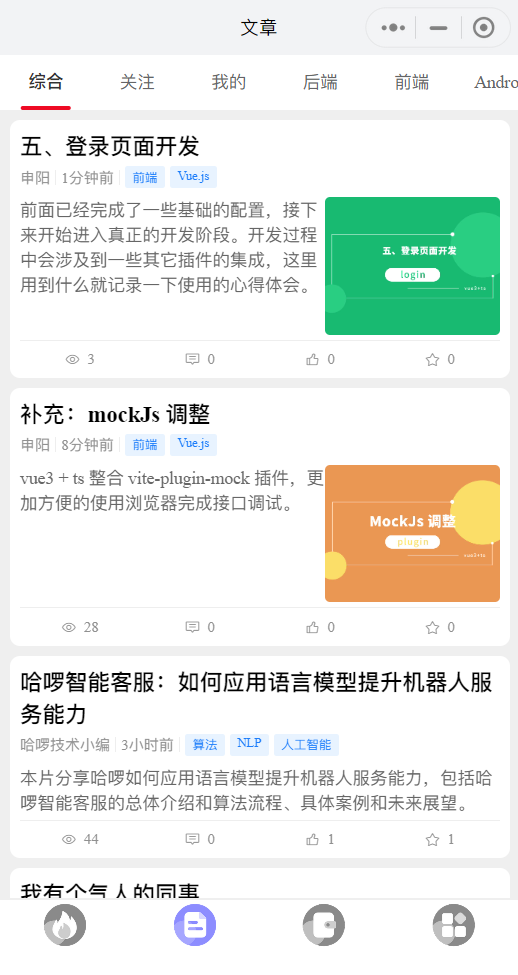 文章
综合 关注 我的 后端 前端 Andro
五、登录页面开发
申阳 1分钟前 前端 Vue.js
前面已经完成了一些基础的配置，接下
来开始进入真正的开发阶段。开发过程
中会涉及到一些其它插件的集成，这里
用到什么就记录一下使用的心得体会。
五、登录页面开发
login
vue3+ts
3 0 0 0
补充：mockJs 调整
申阳 8分钟前 前端 Vue.js
vue3 + ts 整合 vite-plugin-mock 插件，更
加方便的使用浏览器完成接口调试。
MockJs 调整
plugin
vue3+ts
28 0 0 0
哈啰智能客服：如何应用语言模型提升机器人服
务能力
哈啰技术小编 3小时前 算法 NLP 人工智能
本片分享哈啰如何应用语言模型提升机器人服务能力，包括哈
啰智能客服的总体介绍和算法流程、具体案例和未来展望。
44 0 1 1
我有个气人的同事